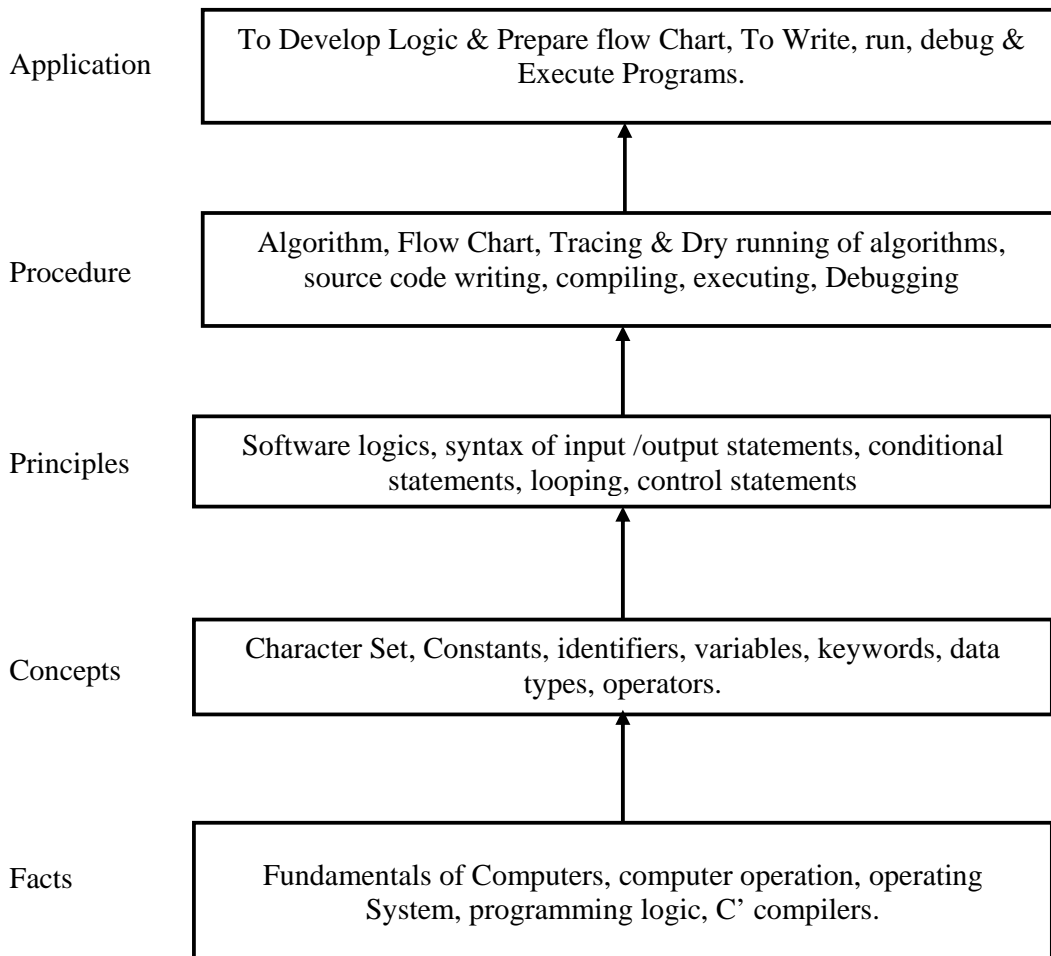 Application
To Develop Logic & Prepare flow Chart, To Write, run, debug &
Execute Programs.
Procedure
Algorithm, Flow Chart, Tracing & Dry running of algorithms,
source code writing, compiling, executing, Debugging
Principles
Software logics, syntax of input /output statements, conditional
statements, looping, control statements
Concepts
Character Set, Constants, identifiers, variables, keywords, data
types, operators.
Facts
Fundamentals of Computers, computer operation, operating
System, programming logic, C’ compilers.